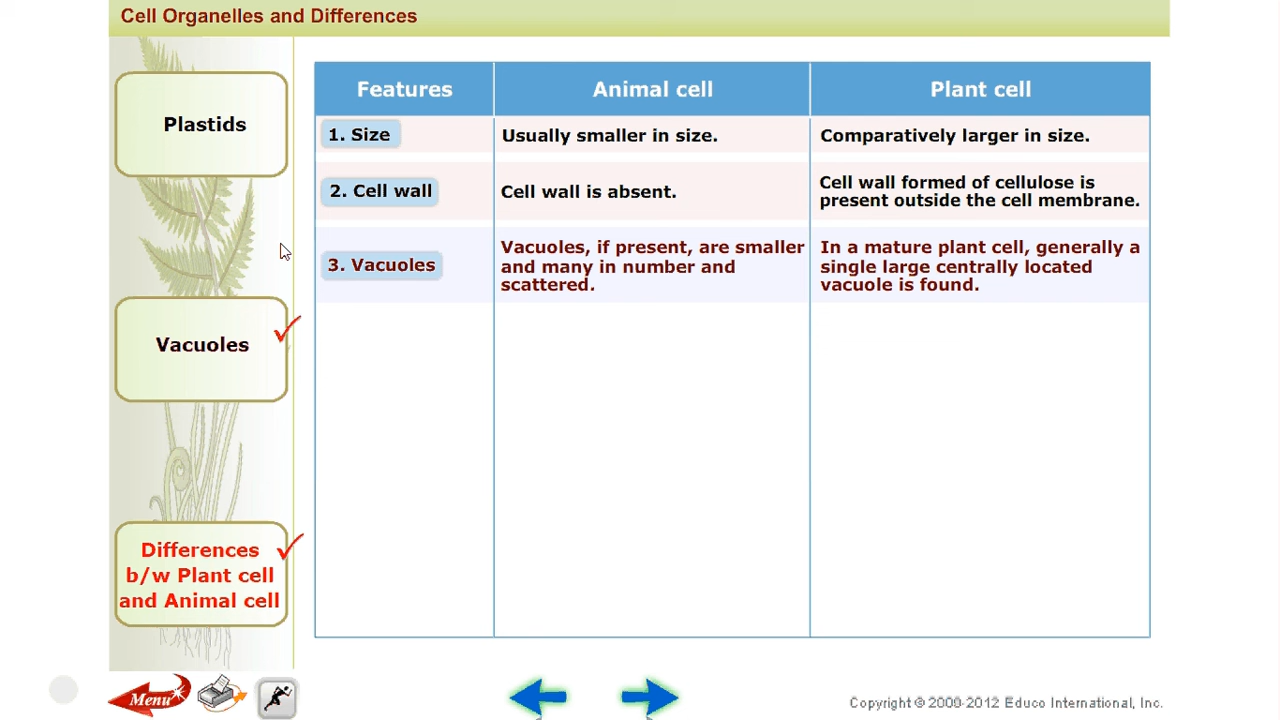 Cell Organelles and Differences
Plastids
Vacuoles
Differences
b/w Plant cell
and Animal cell
Features
Animal cell
Plant cell
1. Size
Usually smaller in size.
Comparatively larger in size.
2. Cell wall
Cell wall is absent.
Cell wall formed of cellulose is
present outside the cell membrane.
3. Vacuoles
Vacuoles, if present, are smaller
and many in number and
scattered.
In a mature plant cell, generally a
single large centrally located
vacuole is found.
Menu
Copyright © 2000-2012 Educo International, Inc.